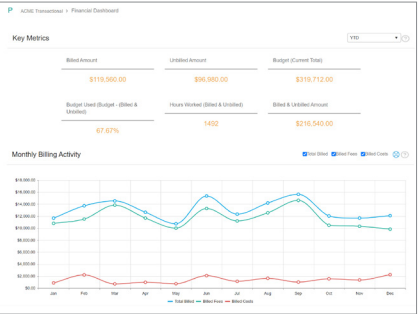 P ACME Transactional > Financial Dashboard
Key Metrics
YTD
Billed Amount
Unbilled Amount
Budget (Current Total)
$119,560.00
$96,980.00
$319,712.00
Budget Used (Budget - (Billed &
Unbilled)
Hours Worked (Billed & Unbilled)
Billed & Unbilled Amount
67.67%
1492
$216,540.00
Monthly Billing Activity
Total Billed Billed Fees Billed Costs
$18,000.00
$16,000.00
$14,000.00
$12,000.00
$10,000.00
$8,000.00
$6,000.00
$4,000.00
$2,000.00
$0.00
Jan Feb Mar Apr May Jun Jul Aug Sep Oct Nov Dec
Total Billed Billed Fees Billed Costs